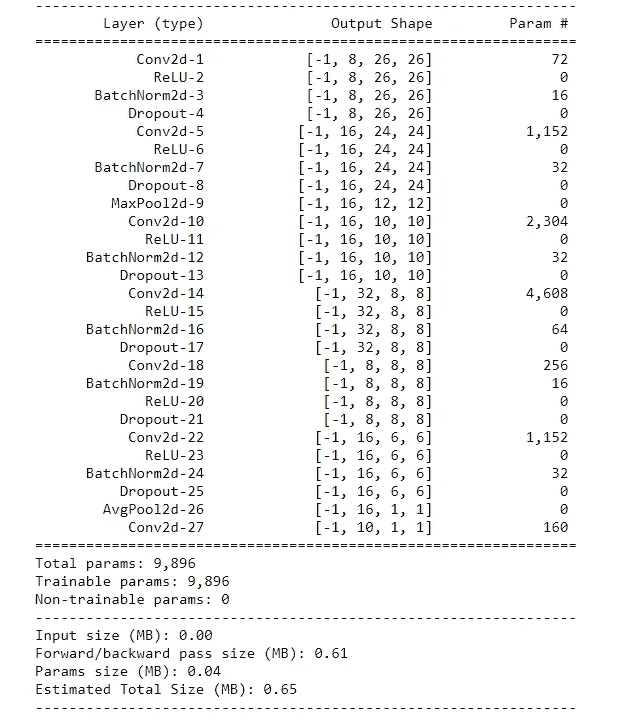 ----------------------------------------------------------------
        Layer (type)               Output Shape         Param #
================================================================
            Conv2d-1            [-1, 8, 26, 26]              72
              ReLU-2            [-1, 8, 26, 26]               0
       BatchNorm2d-3            [-1, 8, 26, 26]              16
           Dropout-4            [-1, 8, 26, 26]               0
            Conv2d-5           [-1, 16, 24, 24]           1,152
              ReLU-6           [-1, 16, 24, 24]               0
       BatchNorm2d-7           [-1, 16, 24, 24]              32
           Dropout-8           [-1, 16, 24, 24]               0
         MaxPool2d-9           [-1, 16, 12, 12]               0
           Conv2d-10           [-1, 16, 10, 10]           2,304
             ReLU-11           [-1, 16, 10, 10]               0
      BatchNorm2d-12           [-1, 16, 10, 10]              32
          Dropout-13           [-1, 16, 10, 10]               0
           Conv2d-14             [-1, 32, 8, 8]           4,608
             ReLU-15             [-1, 32, 8, 8]               0
      BatchNorm2d-16             [-1, 32, 8, 8]              64
          Dropout-17             [-1, 32, 8, 8]               0
           Conv2d-18              [-1, 8, 8, 8]             256
      BatchNorm2d-19              [-1, 8, 8, 8]              16
             ReLU-20              [-1, 8, 8, 8]               0
          Dropout-21              [-1, 8, 8, 8]               0
           Conv2d-22             [-1, 16, 6, 6]           1,152
             ReLU-23             [-1, 16, 6, 6]               0
      BatchNorm2d-24             [-1, 16, 6, 6]              32
          Dropout-25             [-1, 16, 6, 6]               0
        AvgPool2d-26             [-1, 16, 1, 1]               0
           Conv2d-27             [-1, 10, 1, 1]             160
================================================================
Total params: 9,896
Trainable params: 9,896
Non-trainable params: 0
----------------------------------------------------------------
Input size (MB): 0.00
Forward/backward pass size (MB): 0.61
Params size (MB): 0.04
Estimated Total Size (MB): 0.65
----------------------------------------------------------------